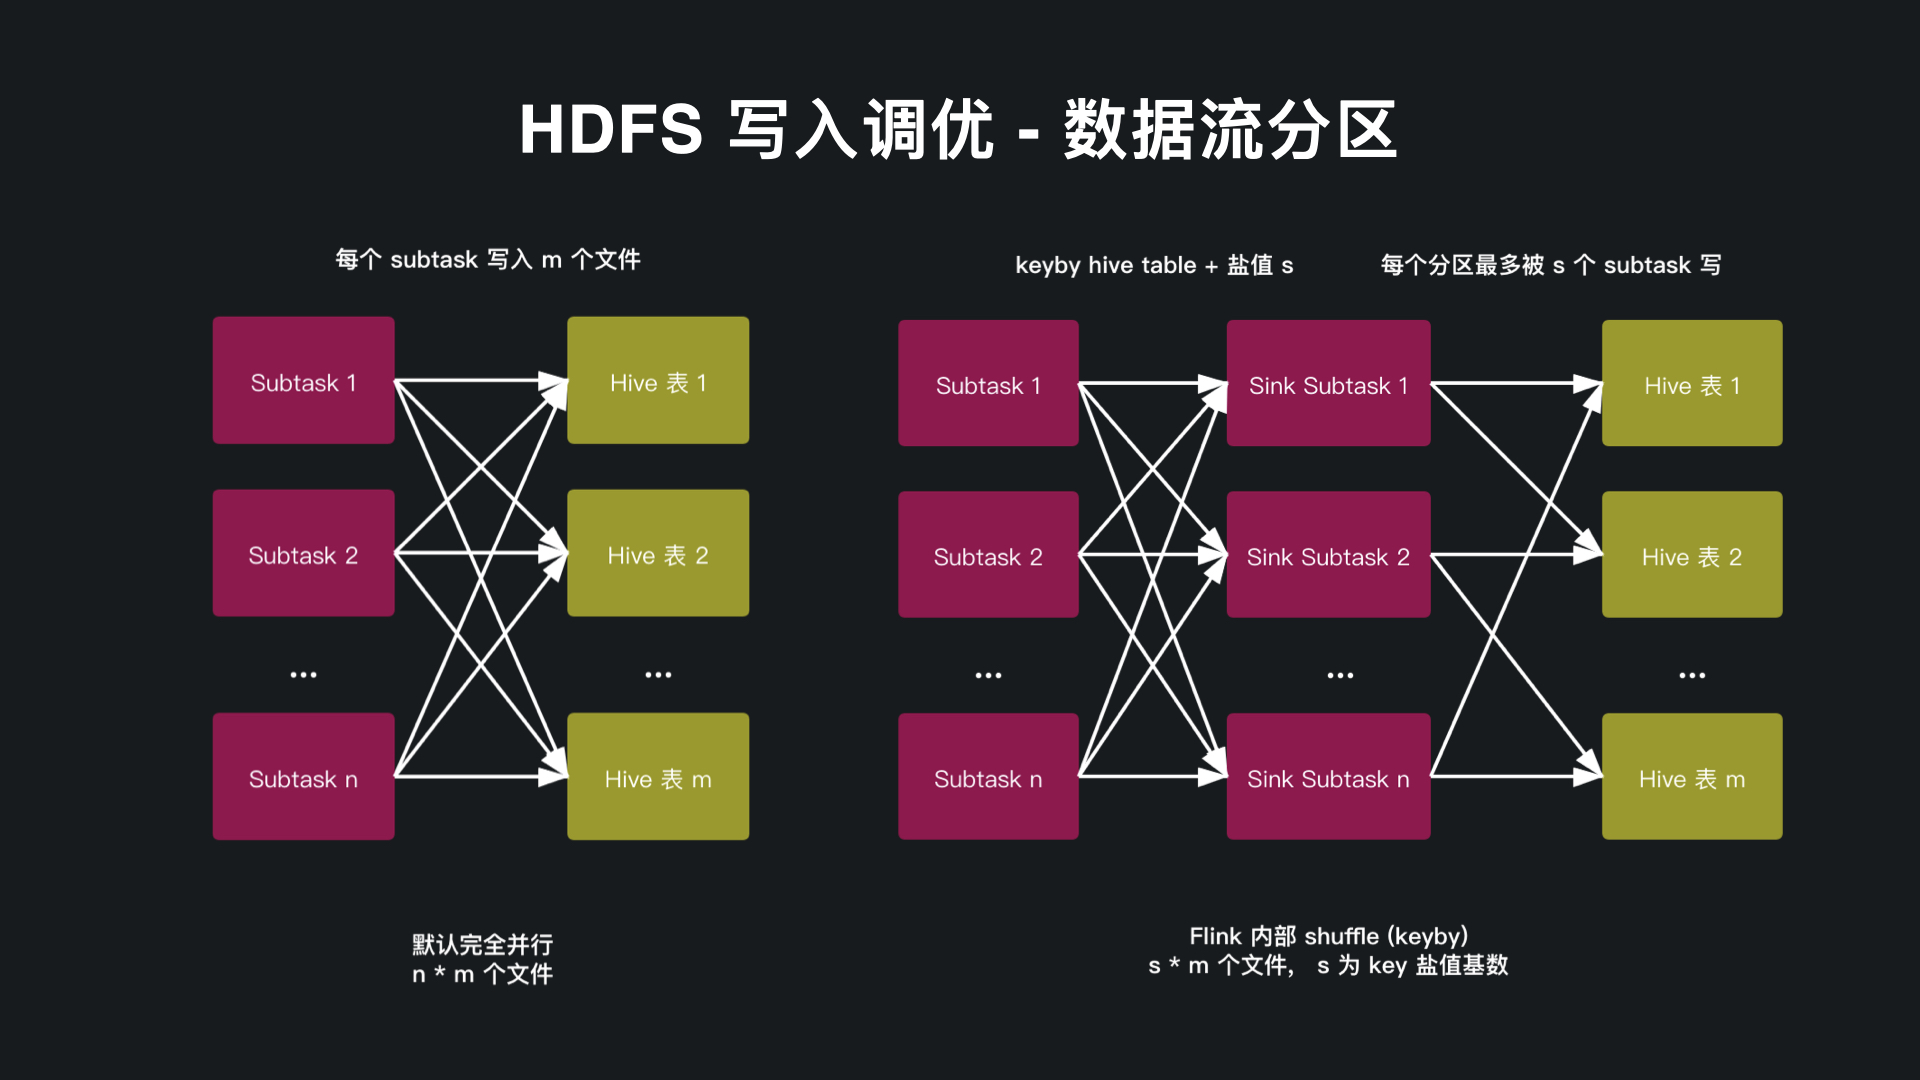 HDFS 写入调优 - 数据流分区
每个 subtask 写入 m 个文件
Subtask 1
Hive 表 1
Subtask 2
Hive 表 2
...
...
Subtask n
Hive 表 m
默认完全并行
n * m 个文件
keyby hive table + 盐值 s
每个分区最多被 s 个 subtask 写
Subtask 1
Sink Subtask 1
Hive 表 1
Subtask 2
Sink Subtask 2
Hive 表 2
...
...
...
Subtask n
Sink Subtask n
Hive 表 m
Flink 内部 shuffle (keyby)
s * m 个文件， s 为 key 盐值基数